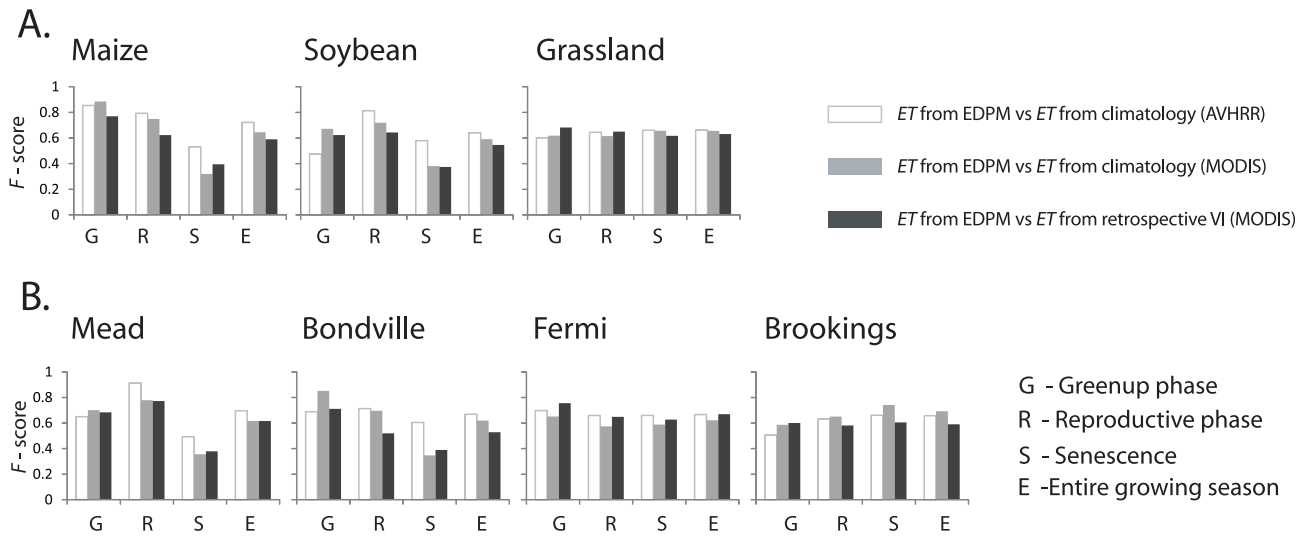 A.
Maize
Soybean
Grassland
F - score
1
0.8
0.6
0.4
0.2
0
G R S E
G R S E
G R S E
ET from EDPM vs ET from climatology (AVHRR)
ET from EDPM vs ET from climatology (MODIS)
ET from EDPM vs ET from retrospective VI (MODIS)
B.
Mead
Bondville
Fermi
Brookings
F - score
1
0.8
0.6
0.4
0.2
0
G R S E
G R S E
G R S E
G R S E
G - Greenup phase
R - Reproductive phase
S - Senescence
E -Entire growing season